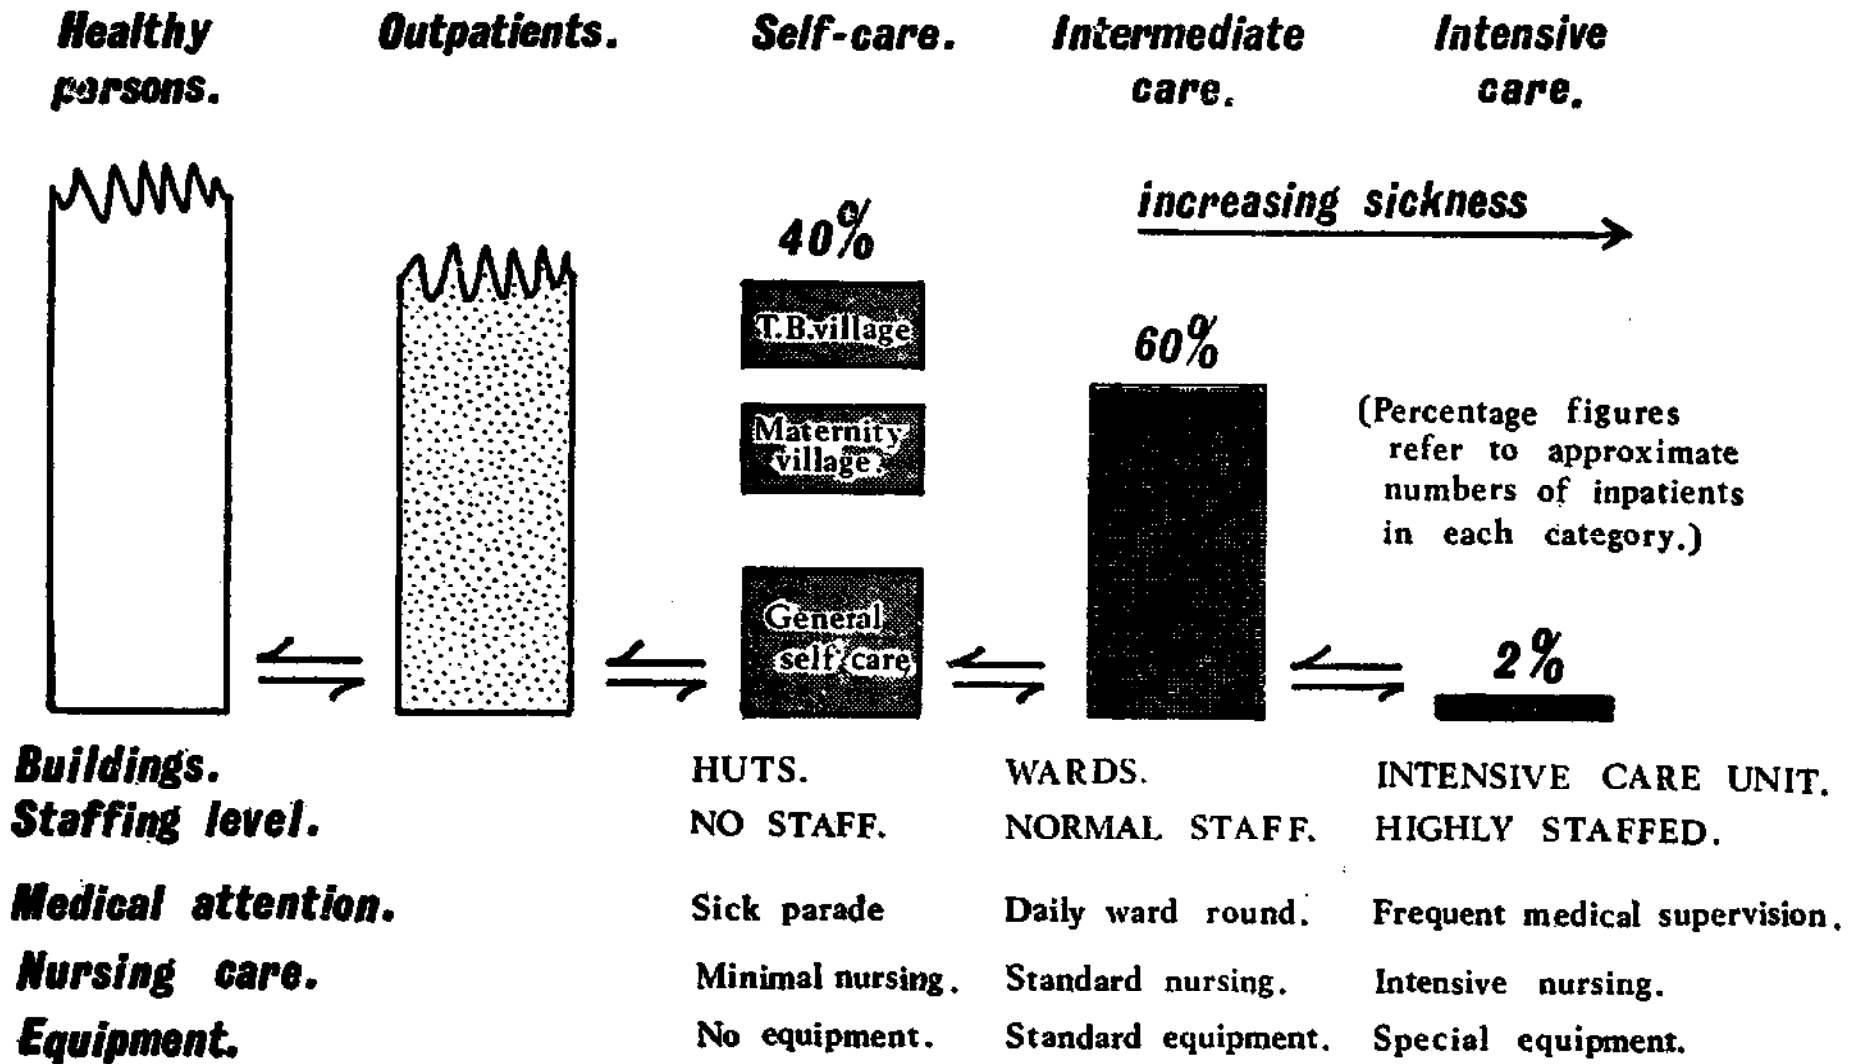 Healthy persons.
Outpatients.
Self-care.
Intermediate care.
Intensive care.
increasing sickness
40%
T.B.village
Maternity
village.
General
self care
60%
(Percentage figures
refer to approximate
numbers of inpatients
in each category.)
2%
Buildings. HUTS. WARDS. INTENSIVE CARE UNIT.
Staffing level. NO STAFF. NORMAL STAFF. HIGHLY STAFFED.
Medical attention. Sick parade Daily ward round. Frequent medical supervision.
Nursing care. Minimal nursing. Standard nursing. Intensive nursing.
Equipment. No equipment. Standard equipment. Special equipment.